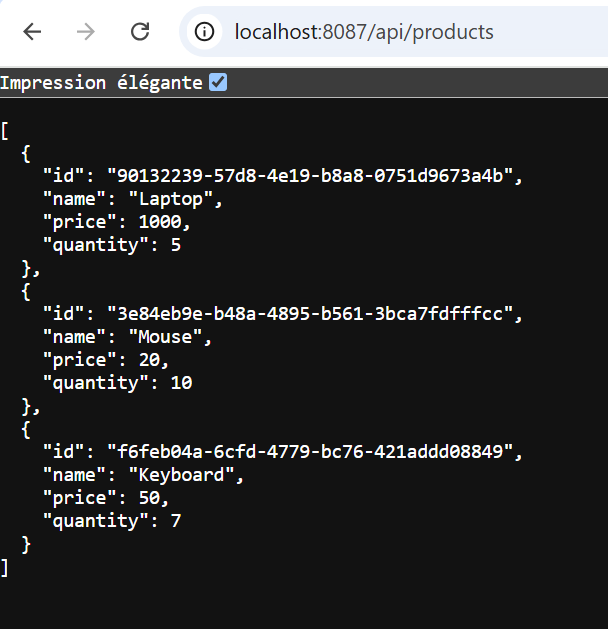 localhost:8087/api/products
Impression élégante
[
  {
    "id": "90132239-57d8-4e19-b8a8-0751d9673a4b",
    "name": "Laptop",
    "price": 1000,
    "quantity": 5
  },
  {
    "id": "3e84eb9e-b48a-4895-b561-3bca7fdfffcc",
    "name": "Mouse",
    "price": 20,
    "quantity": 10
  },
  {
    "id": "f6feb04a-6cfd-4779-bc76-421addd08849",
    "name": "Keyboard",
    "price": 50,
    "quantity": 7
  }
]